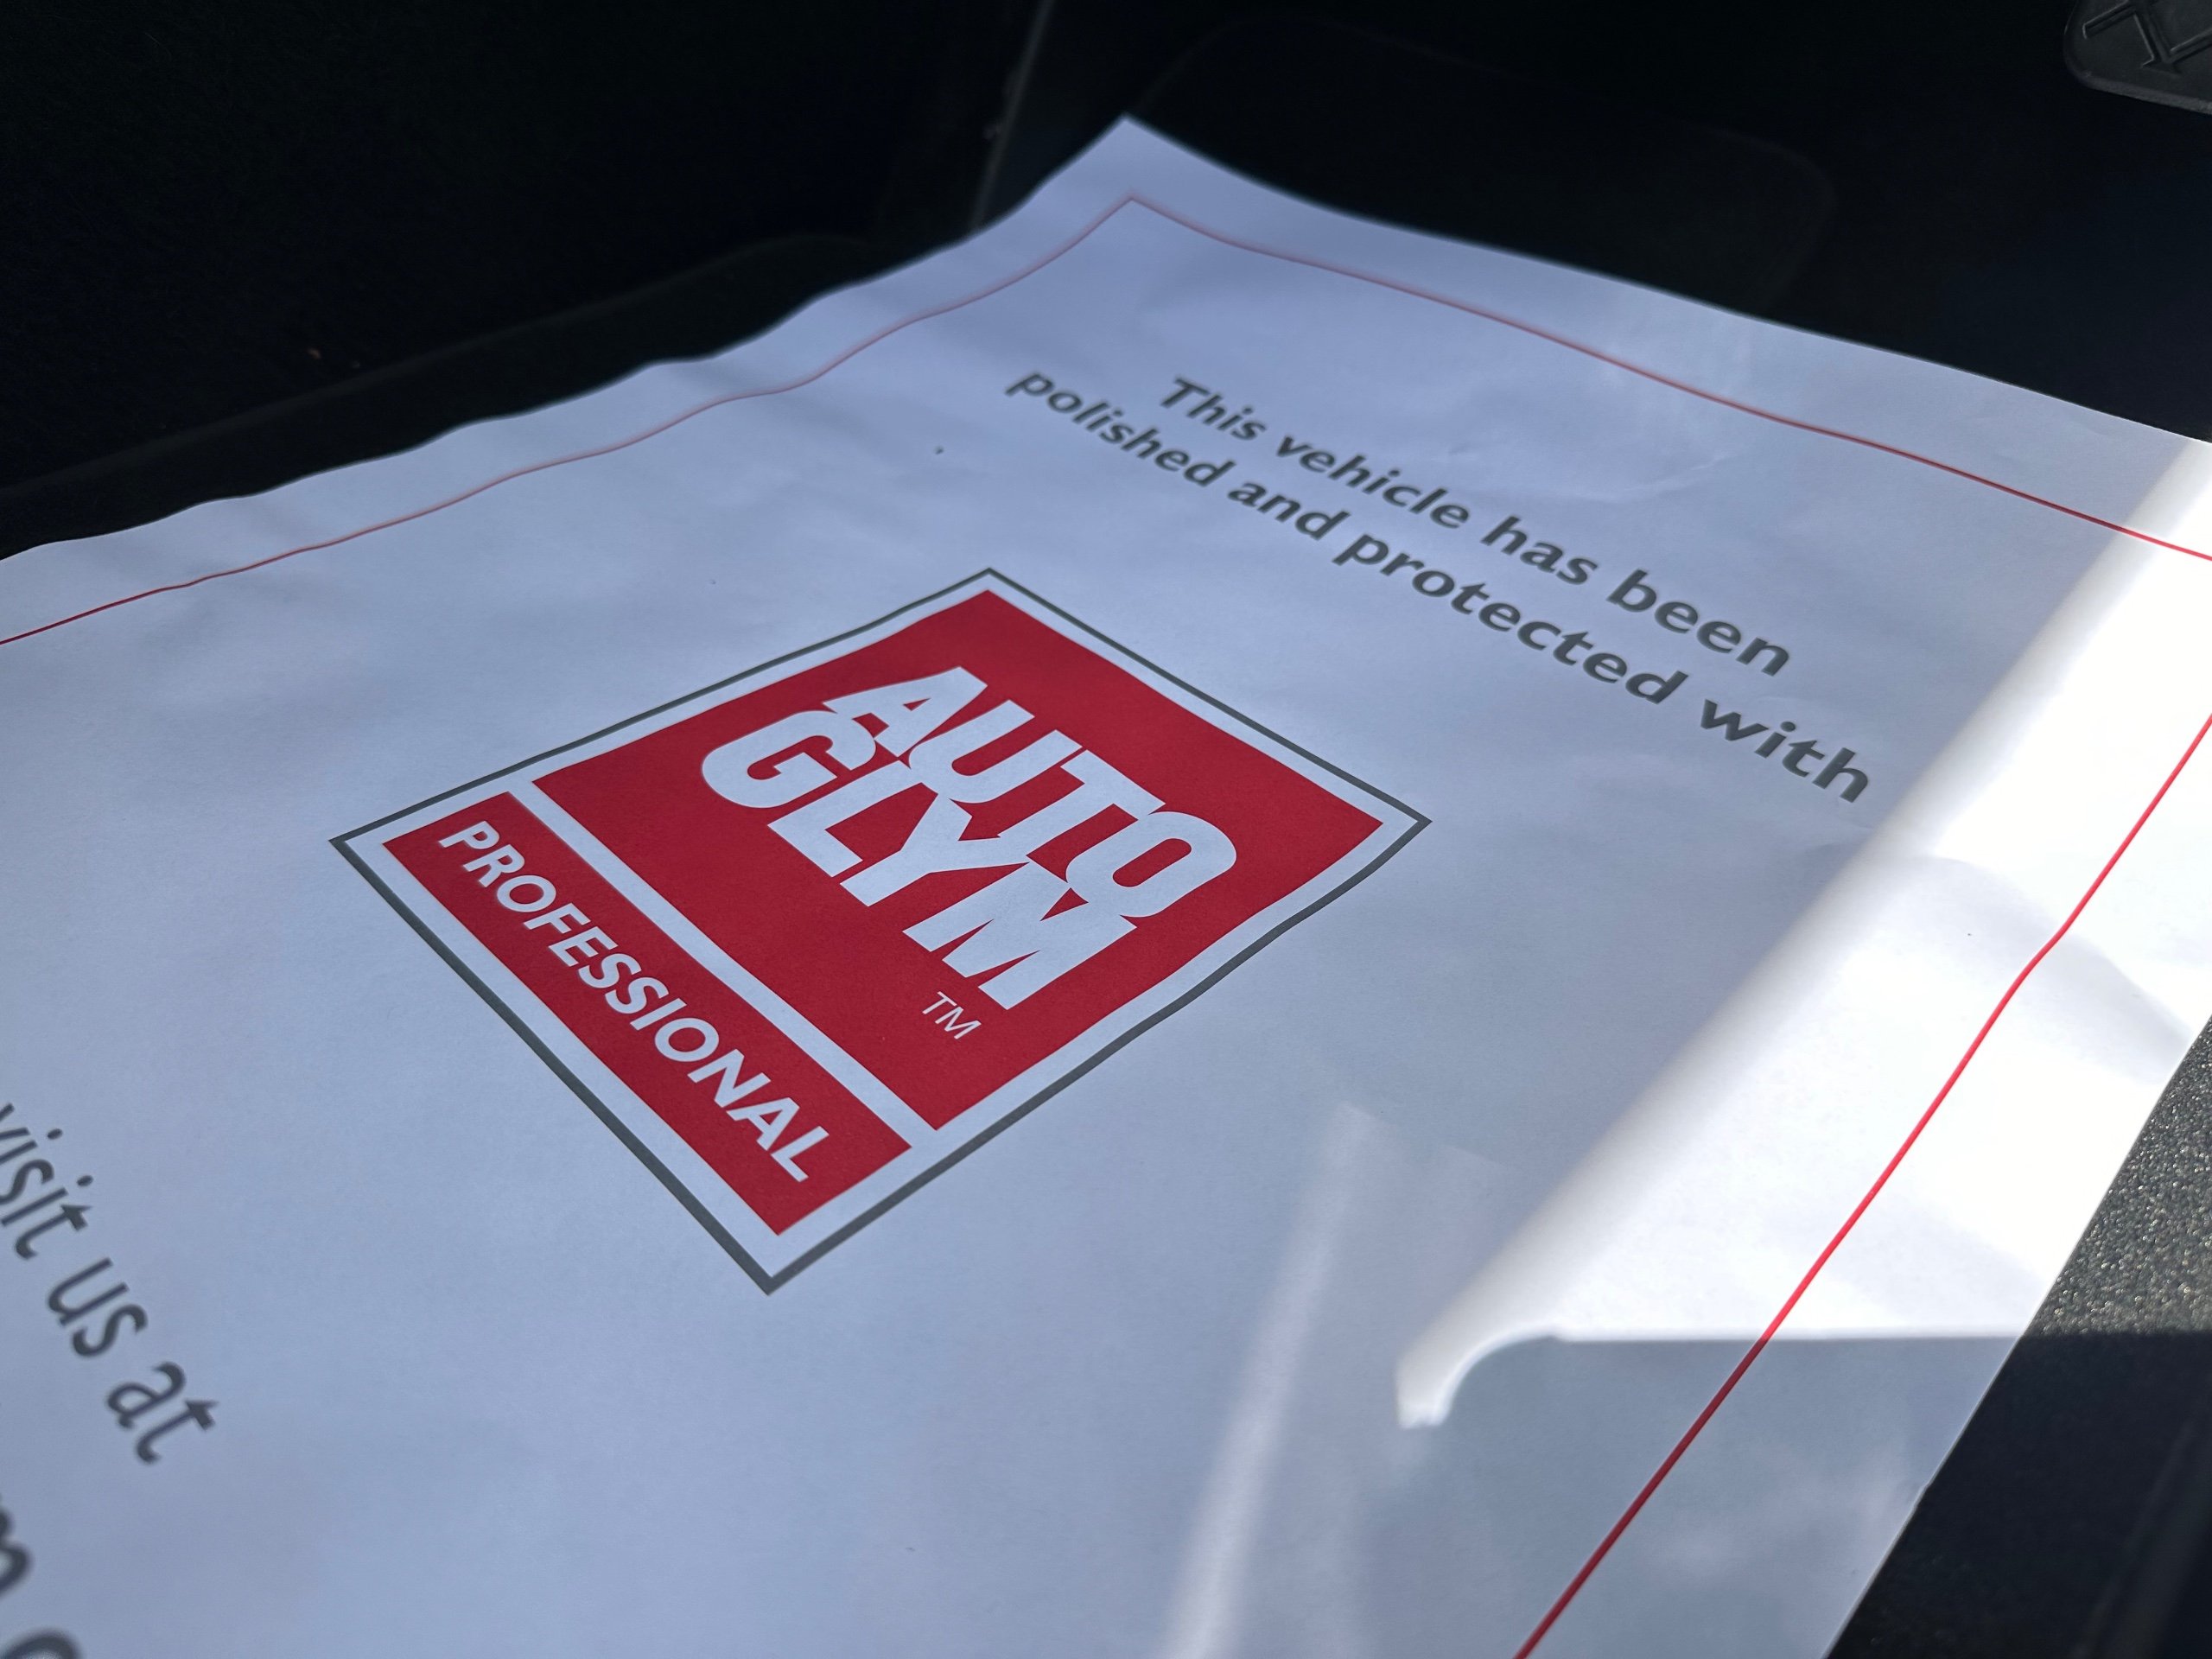 This vehicle has been
polished and protected with
AUTO
GLYM
TM
PROFESSIONAL
visit us at